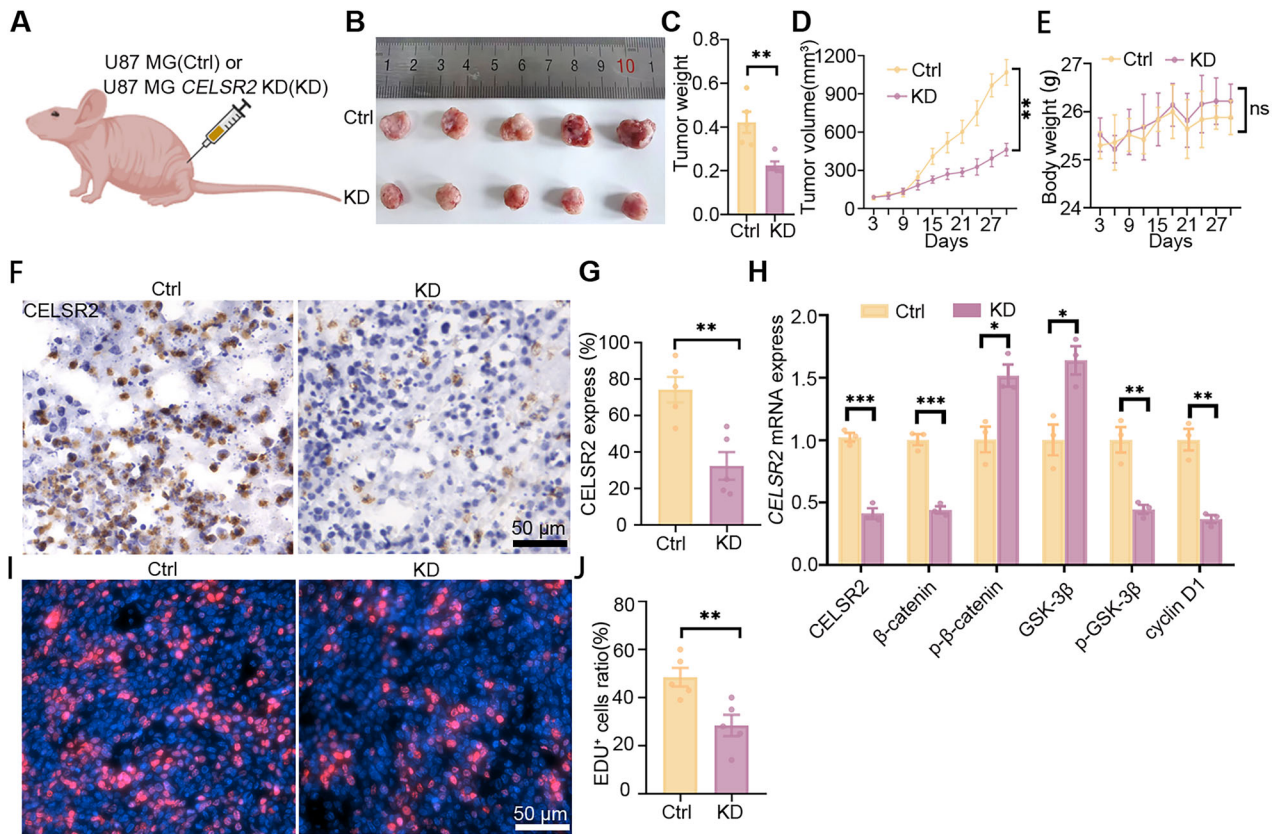 A
U87 MG(Ctrl) or
U87 MG CELSR2 KD(KD)
B
1 2 3 4 5 6 7 8 9 10 1
Ctrl
KD
C
Tumor weight
0.6
0.4
0.2
0.0
**
Ctrl KD
D
Tumor volume(mm³)
1200
900
600
300
0
Ctrl
KD
**
3 9 15 21 27
Days
E
Body weight (g)
27
26
25
24
Ctrl KD
ns
3 9 15 21 27
Days
F
Ctrl KD
CELSR2
50 μm
G
CELSR2 express (%)
100
80
60
40
20
0
**
Ctrl KD
H
CELSR2 mRNA express
2.0
1.5
1.0
0.5
0.0
Ctrl KD
*** *** * * ** **
CELSR2
β-catenin
p-β-catenin
GSK-3β
p-GSK-3β
cyclin D1
I
Ctrl KD
50 μm
J
EDU⁺ cells ratio(%)
80
60
40
20
0
**
Ctrl KD